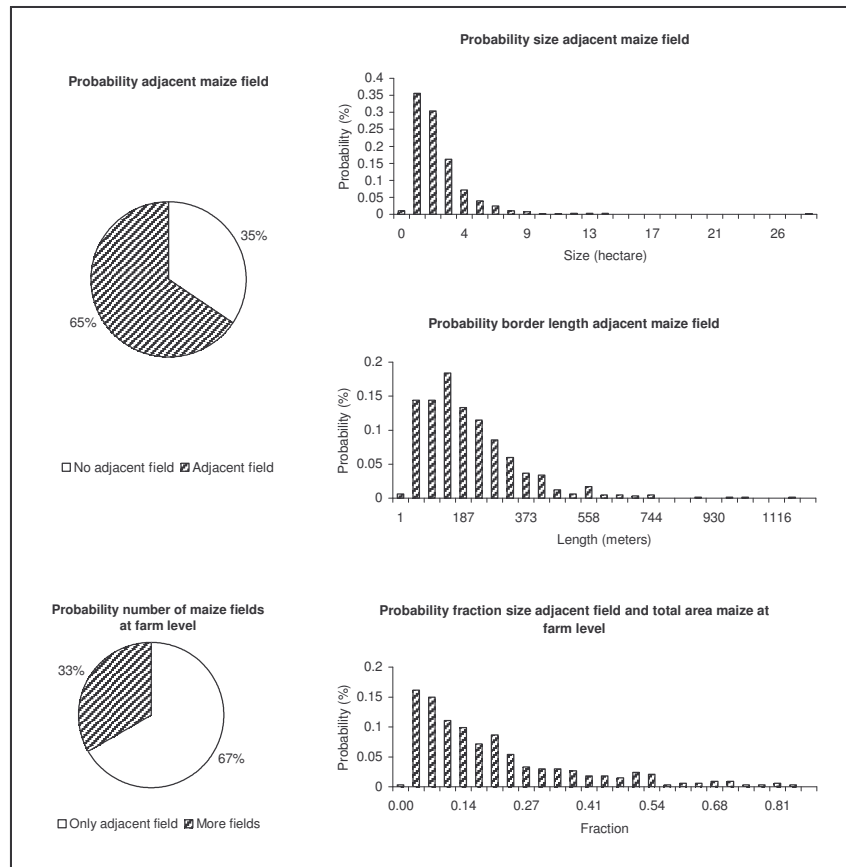 Probability adjacent maize field
35%
65%
No adjacent field Adjacent field
Probability size adjacent maize field
Probability (%)
0.4
0.35
0.3
0.25
0.2
0.15
0.1
0.05
0
0 4 9 13 17 21 26
Size (hectare)
Probability border length adjacent maize field
Probability (%)
0.2
0.15
0.1
0.05
0
1 187 373 558 744 930 1116
Length (meters)
Probability number of maize fields
at farm level
33%
67%
Only adjacent field More fields
Probability fraction size adjacent field and total area maize at
farm level
Probability (%)
0.2
0.15
0.1
0.05
0
0.00 0.14 0.27 0.41 0.54 0.68 0.81
Fraction